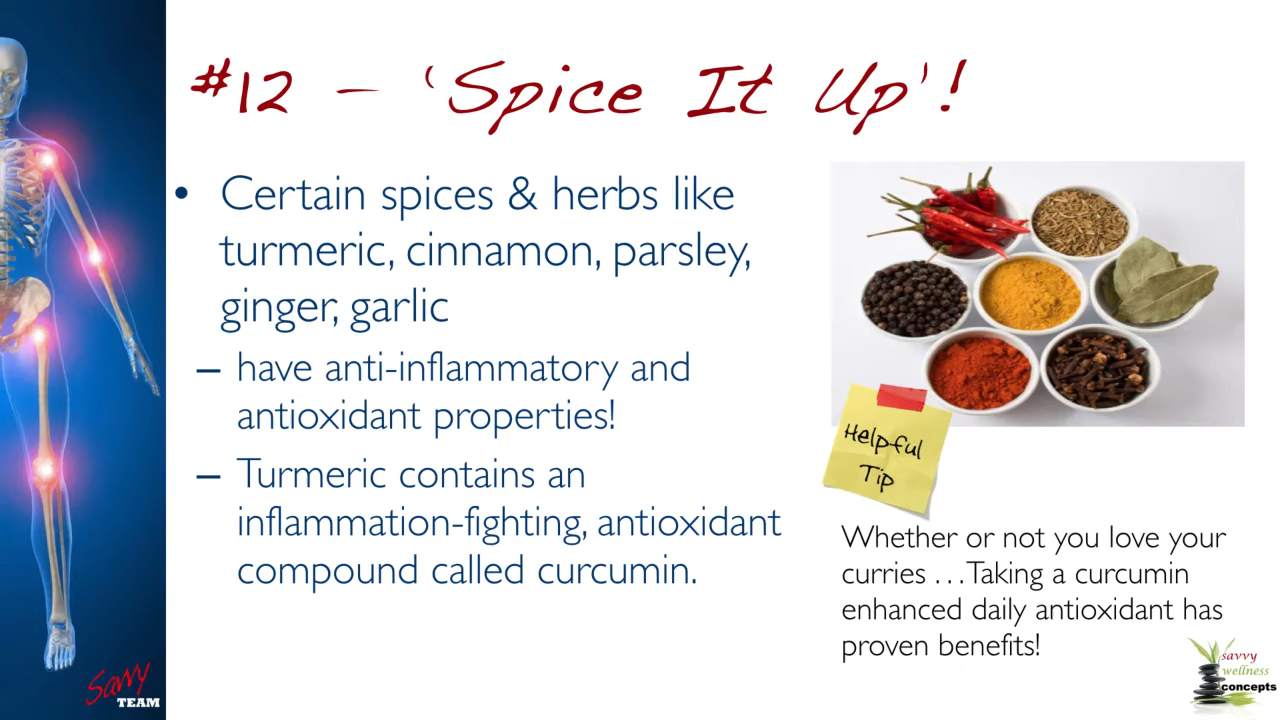 #12 – ‘Spice It Up’!
• Certain spices & herbs like
turmeric, cinnamon, parsley,
ginger, garlic
– have anti-inflammatory and
antioxidant properties!
– Turmeric contains an
inflammation-fighting, antioxidant
compound called curcumin.
Helpful
Tip
Whether or not you love your
curries …Taking a curcumin
enhanced daily antioxidant has
proven benefits!
Savvy
TEAM
savvy
wellness
concepts